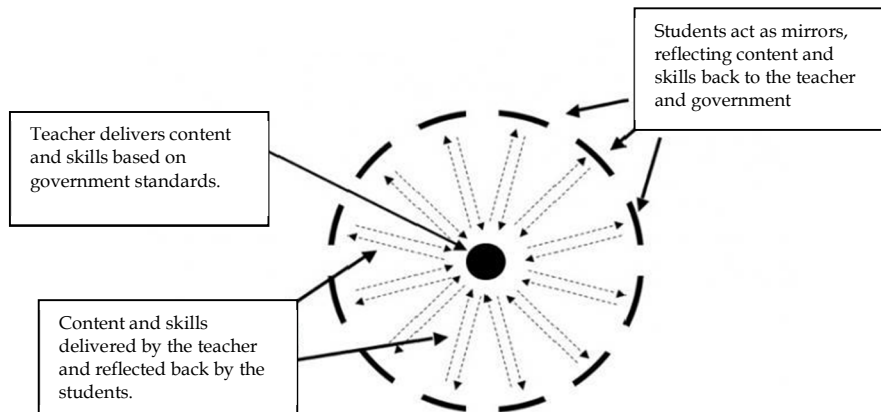 Students act as mirrors,
reflecting content and
skills back to the teacher
and government
Teacher delivers content
and skills based on
government standards.
Content and skills
delivered by the teacher
and reflected back by the
students.